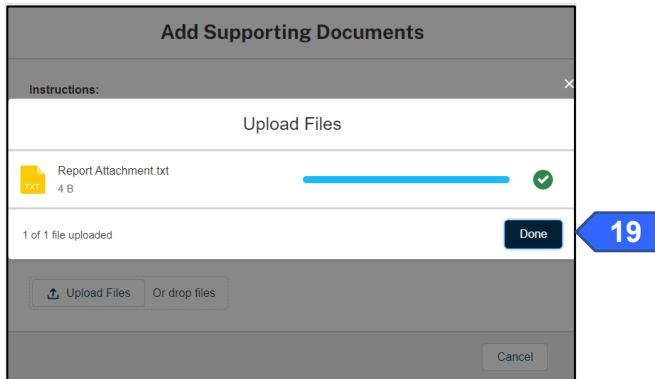 Add Supporting Documents
Instructions:
×
Upload Files
TXT
Report Attachment.txt
4 B
1 of 1 file uploaded
Done
19
Upload Files Or drop files
Cancel